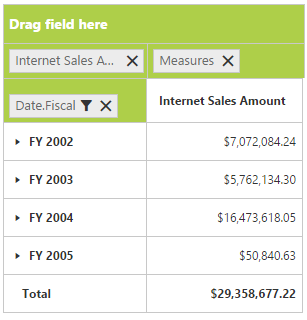 Drag field here
Internet Sales A... Measures
Date.Fiscal Internet Sales Amount
FY 2002 $7,072,084.24
FY 2003 $5,762,134.30
FY 2004 $16,473,618.05
FY 2005 $50,840.63
Total $29,358,677.22